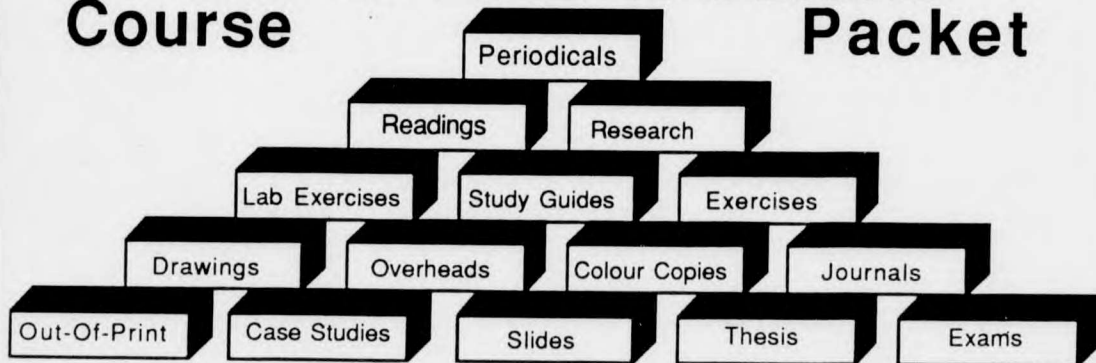 Course Packet
Periodicals
Readings Research
Lab Exercises Study Guides Exercises
Drawings Overheads Colour Copies Journals
Out-Of-Print Case Studies Slides Thesis Exams